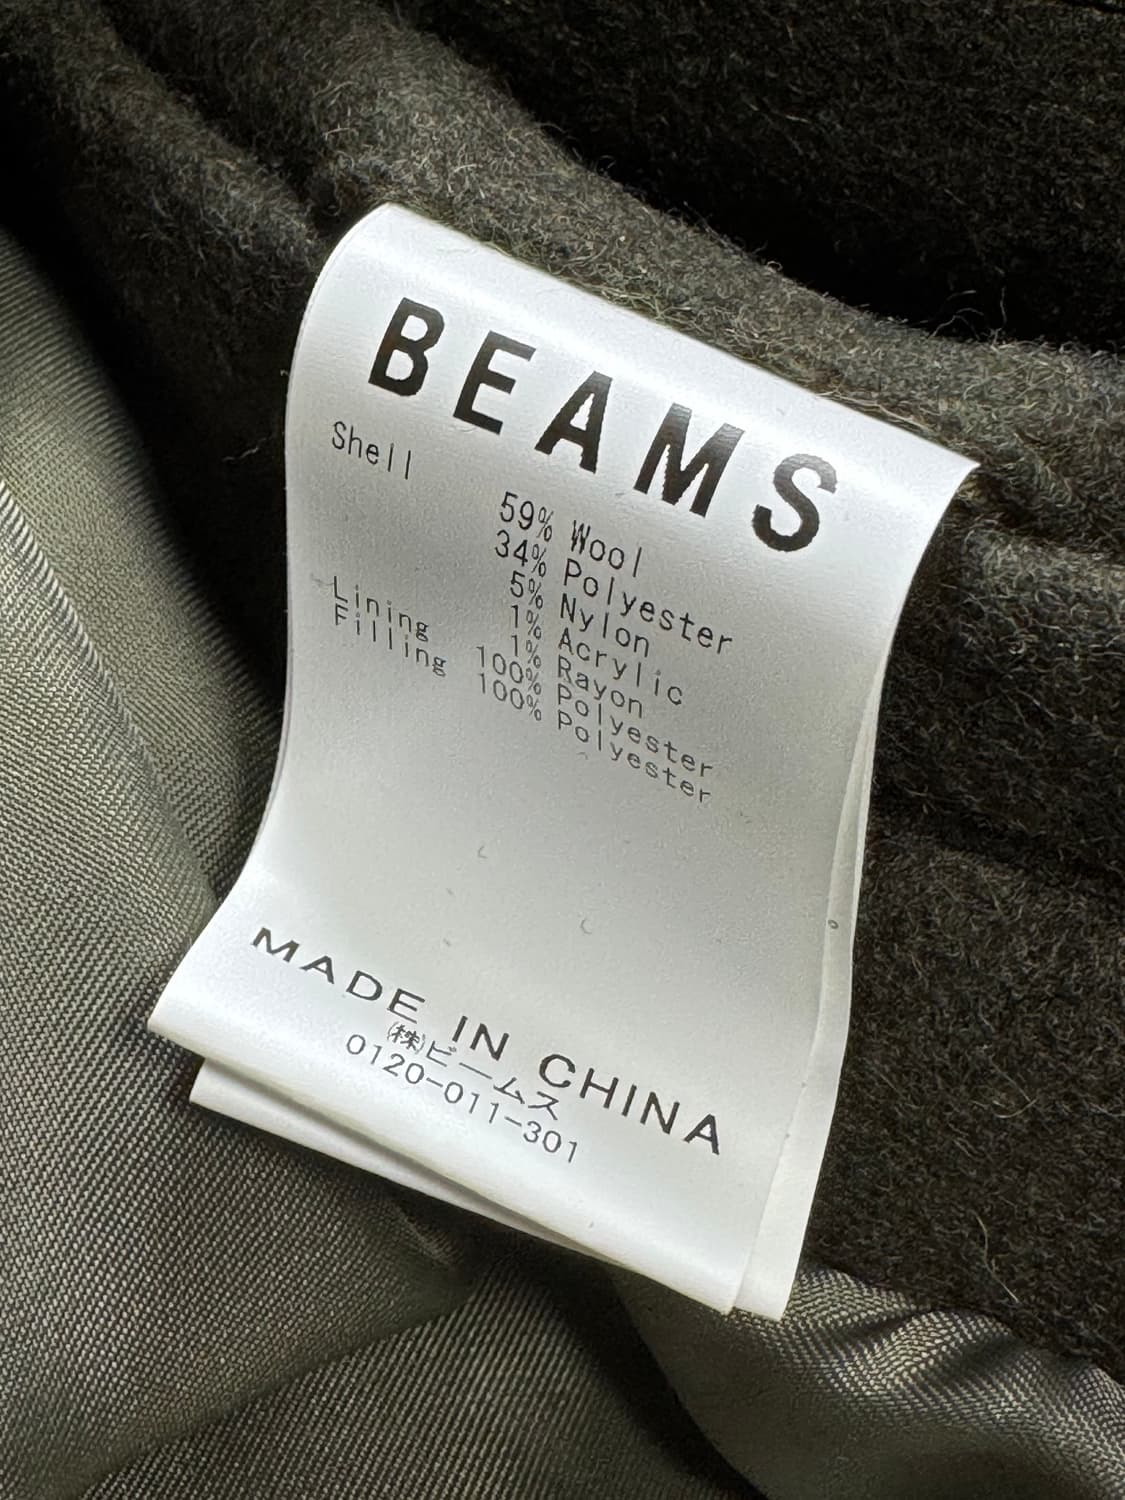 BEAMS
Shell
59% Wool
34% Polyester
5% Nylon
1% Acrylic
1% Rayon
Lining 100% Polyester
Filling 100% Polyester
MADE IN CHINA
㈱ビームス
0120-011-301